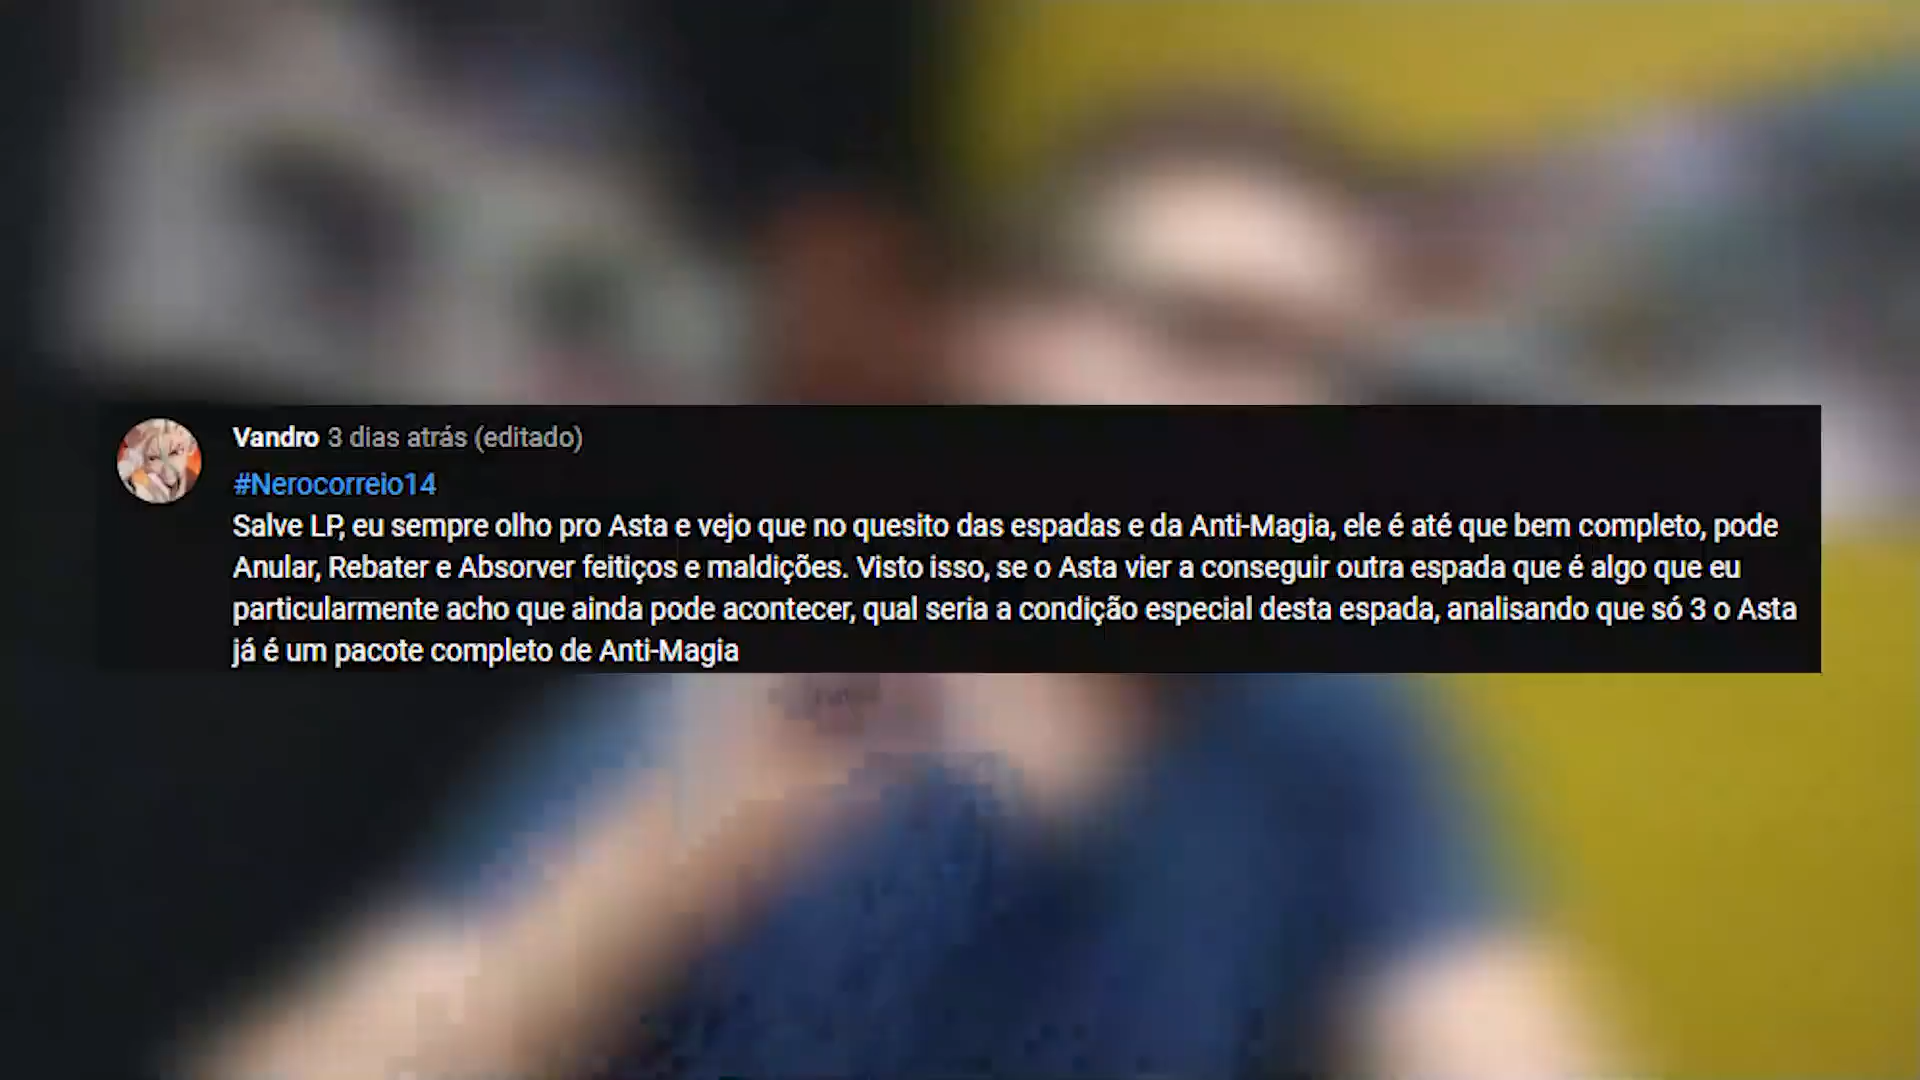 Vandro 3 dias atrás (editado)
#Nerocorreio14
Salve LP, eu sempre olho pro Asta e vejo que no quesito das espadas e da Anti-Magia, ele é até que bem completo, pode
Anular, Rebater e Absorver feitiços e maldições. Visto isso, se o Asta vier a conseguir outra espada que é algo que eu
particularmente acho que ainda pode acontecer, qual seria a condição especial desta espada, analisando que só 3 o Asta
já é um pacote completo de Anti-Magia